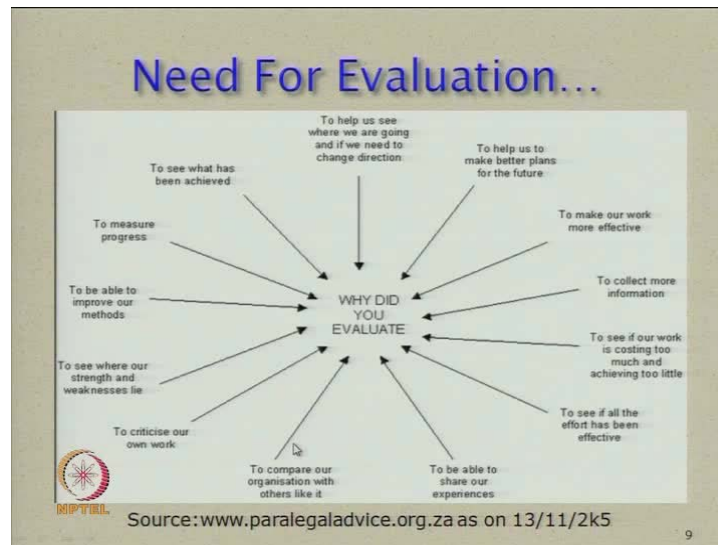 Need For Evaluation...
To help us see
where we are going
and if we need to
change direction
To help us to
make better plans
for the future
To see what has
been achieved
To make our work
more effective
To measure
progress
To collect more
information
To be able to
improve our
methods
WHY DID
YOU
EVALUATE
To see if our work
is costing too
much and
achieving too little
To see where our
strength and
weaknesses lie
To see if all the
effort has been
effective
To criticise our
own work
To compare our
organisation with
others like it
To be able to
share our
experiences
NPTEL
Source:www.paralegaladvice.org.za as on 13/11/2k5
9